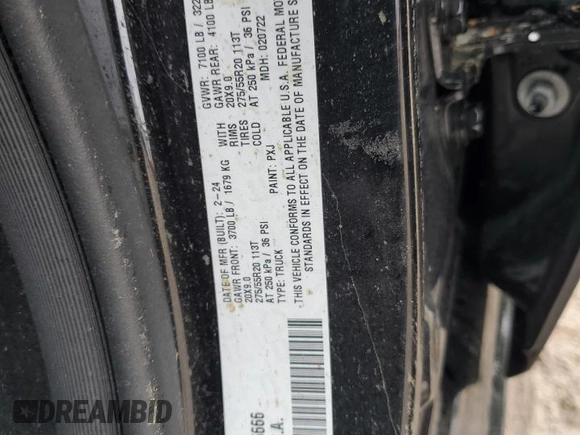 DATE OF MFR (BUILT): 2-24 GVWR: 7100 LB / 322
GAWR FRONT: 3700 LB / 1679 KG WITH GAWR REAR: 4100 LB
20X9.0 RIMS 20X9.0
275/55R20 113T TIRES 275/55R20 113T
AT 250 kPa / 36 PSI COLD AT 250 kPa / 36 PSI
TYPE: TRUCK PAINT: PXJ MDH: 020722
THIS VEHICLE CONFORMS TO ALL APPLICABLE U.S.A. FEDERAL
STANDARDS IN EFFECT ON THE DATE OF MANUFACTURE
666
.A.
DREAMBID